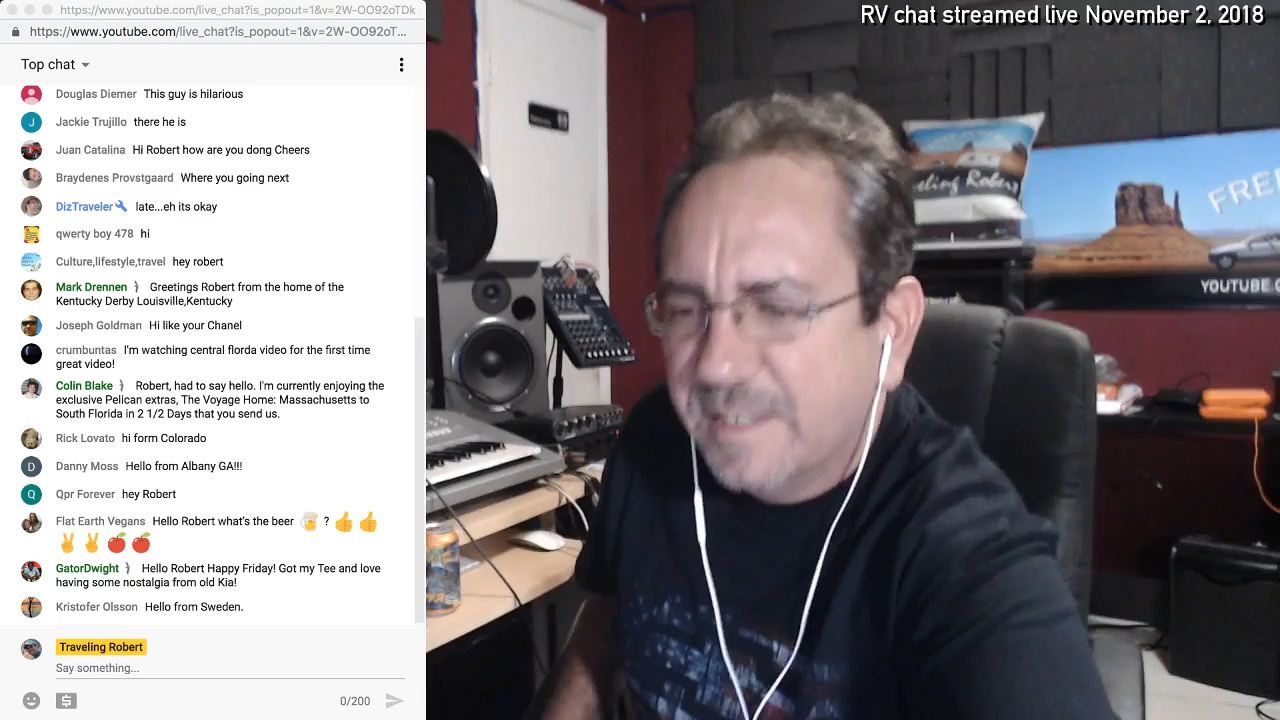 https://www.youtube.com/live_chat?is_popout=1&v=2W-OO92oTDk
https://www.youtube.com/live_chat?is_popout=1&v=2W-OO92oT...
RV chat streamed live November 2, 2018
Top chat
Douglas Diemer This guy is hilarious
Jackie Trujillo there he is
Juan Catalina Hi Robert how are you dong Cheers
Braydenes Provstgaard Where you going next
DizTraveler late...eh its okay
qwerty boy 478 hi
Culture,lifestyle,travel hey robert
Mark Drennen Greetings Robert from the home of the
Kentucky Derby Louisville,Kentucky
Joseph Goldman Hi like your Chanel
crumbuntas I'm watching central florda video for the first time
great video!
Colin Blake Robert, had to say hello. I'm currently enjoying the
exclusive Pelican extras, The Voyage Home: Massachusetts to
South Florida in 2 1/2 Days that you send us.
Rick Lovato hi form Colorado
D
Danny Moss Hello from Albany GA!!!
Q
Qpr Forever hey Robert
Flat Earth Vegans Hello Robert what's the beer 🍺 ? 👍 👍
✌ ✌ 🍎 🍎
GatorDwight Hello Robert Happy Friday! Got my Tee and love
having some nostalgia from old Kia!
Kristofer Olsson Hello from Sweden.
Traveling Robert
Say something...
0/200
J
eling Robert
FREE
YOUTUBE.C